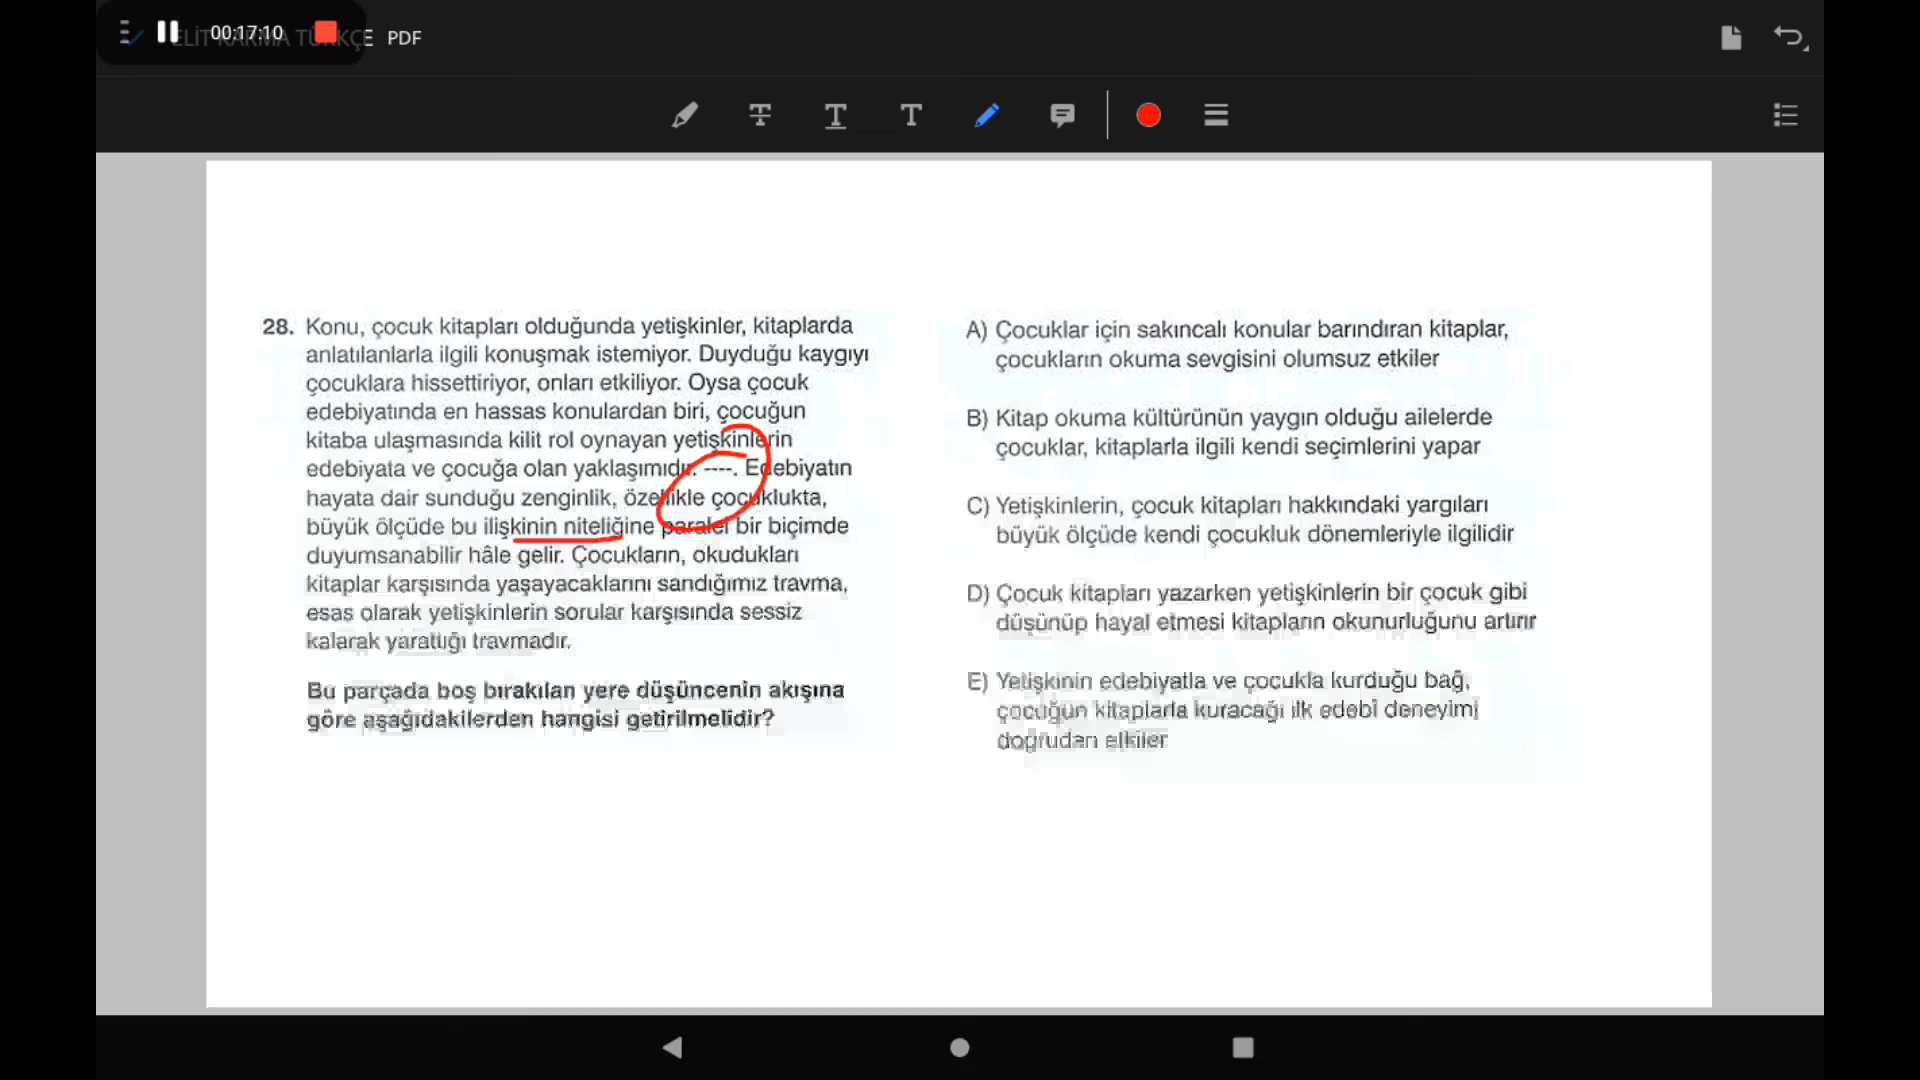 00:17:10
ELİT KARMA TÜRKÇE PDF
28. Konu, çocuk kitapları olduğunda yetişkinler, kitaplarda
anlatılanlarla ilgili konuşmak istemiyor. Duyduğu kaygıyı
çocuklara hissettiriyor, onları etkiliyor. Oysa çocuk
edebiyatında en hassas konulardan biri, çocuğun
kitaba ulaşmasında kilit rol oynayan yetişkinlerin
edebiyata ve çocuğa olan yaklaşımıdır. ----. Edebiyatın
hayata dair sunduğu zenginlik, özellikle çocuklukta,
büyük ölçüde bu ilişkinin niteliğine paralel bir biçimde
duyumsanabilir hâle gelir. Çocukların, okudukları
kitaplar karşısında yaşayacaklarını sandığımız travma,
esas olarak yetişkinlerin sorular karşısında sessiz
kalarak yarattığı travmadır.
Bu parçada boş bırakılan yere düşüncenin akışına
göre aşağıdakilerden hangisi getirilmelidir?
A) Çocuklar için sakıncalı konular barındıran kitaplar,
çocukların okuma sevgisini olumsuz etkiler
B) Kitap okuma kültürünün yaygın olduğu ailelerde
çocuklar, kitaplarla ilgili kendi seçimlerini yapar
C) Yetişkinlerin, çocuk kitapları hakkındaki yargıları
büyük ölçüde kendi çocukluk dönemleriyle ilgilidir
D) Çocuk kitapları yazarken yetişkinlerin bir çocuk gibi
düşünüp hayal etmesi kitapların okunurluğunu artırır
E) Yetişkinin edebiyatla ve çocukla kurduğu bağ,
çocuğun kitaplarla kuracağı ilk edebî deneyimi
doğrudan etkiler